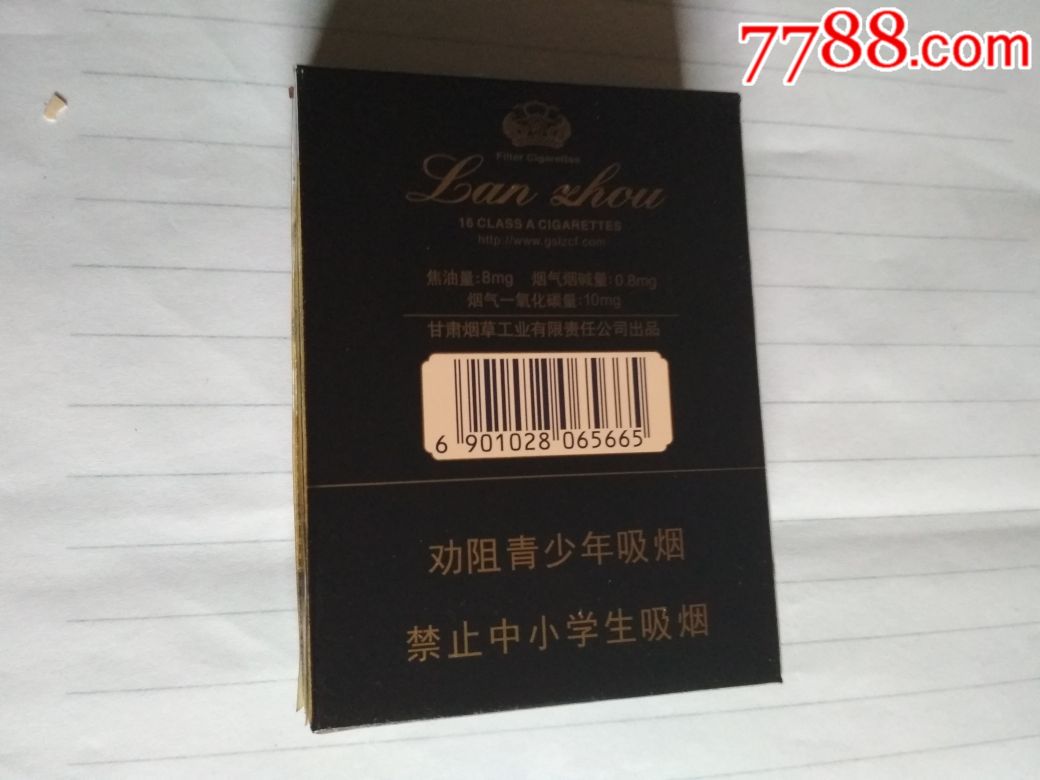 7788.com
Filter Cigarettes
Lan zhou
16 CLASS A CIGARETTES
http://www.gslzcf.com
焦油量:8mg 烟气烟碱量:0.8mg
烟气一氧化碳量:10mg
甘肃烟草工业有限责任公司出品
6 901028 065665
劝阻青少年吸烟
禁止中小学生吸烟